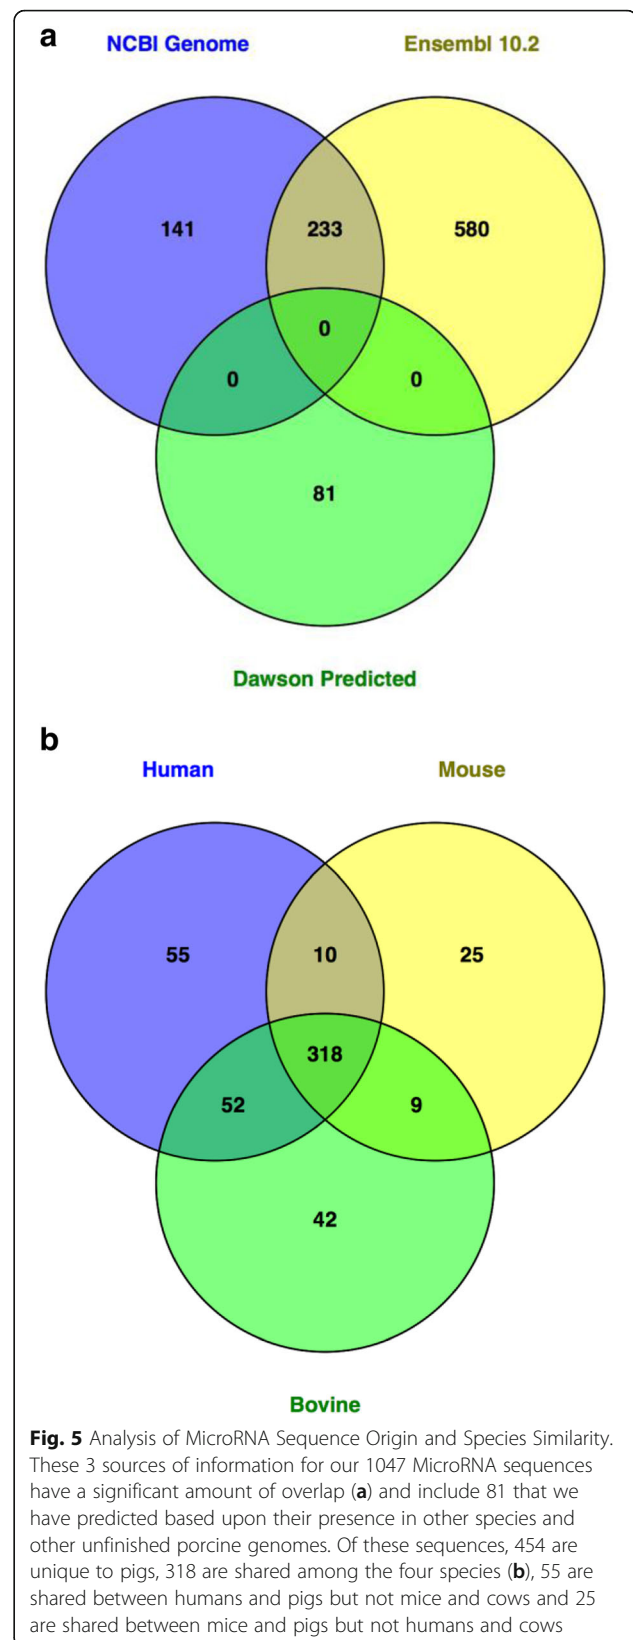 a
NCBI Genome Ensembl 10.2
141 233 580
0
0 0
81
Dawson Predicted
b
Human Mouse
55 10 25
318
52 9
42
Bovine
Fig. 5 Analysis of MicroRNA Sequence Origin and Species Similarity.
These 3 sources of information for our 1047 MicroRNA sequences
have a significant amount of overlap (a) and include 81 that we
have predicted based upon their presence in other species and
other unfinished porcine genomes. Of these sequences, 454 are
unique to pigs, 318 are shared among the four species (b), 55 are
shared between humans and pigs but not mice and cows and 25
are shared between mice and pigs but not humans and cows